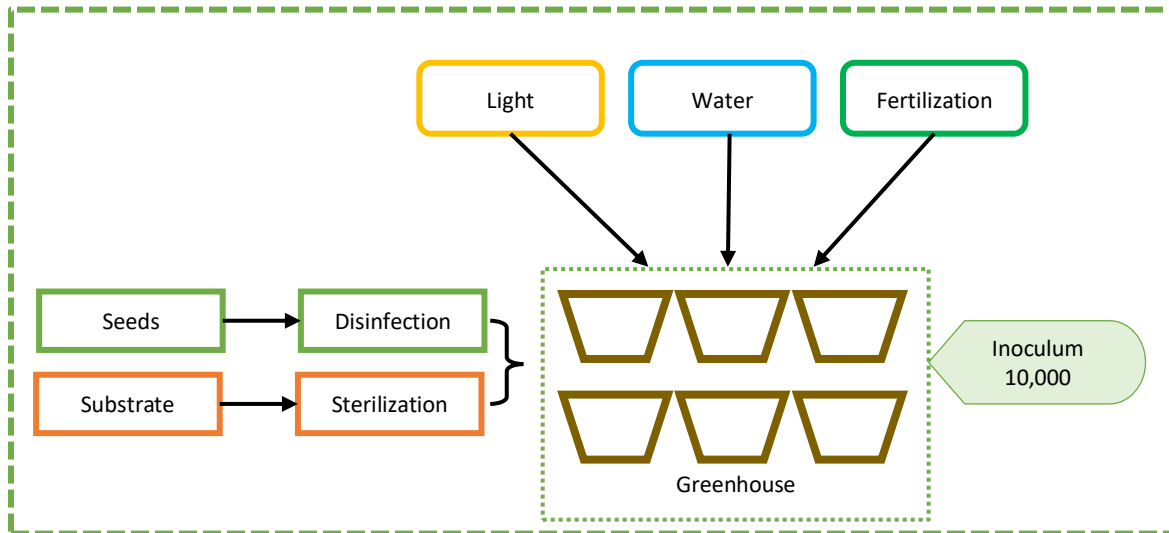 Light
Water
Fertilization
Seeds
Disinfection
Substrate
Sterilization
Inoculum
10,000
Greenhouse